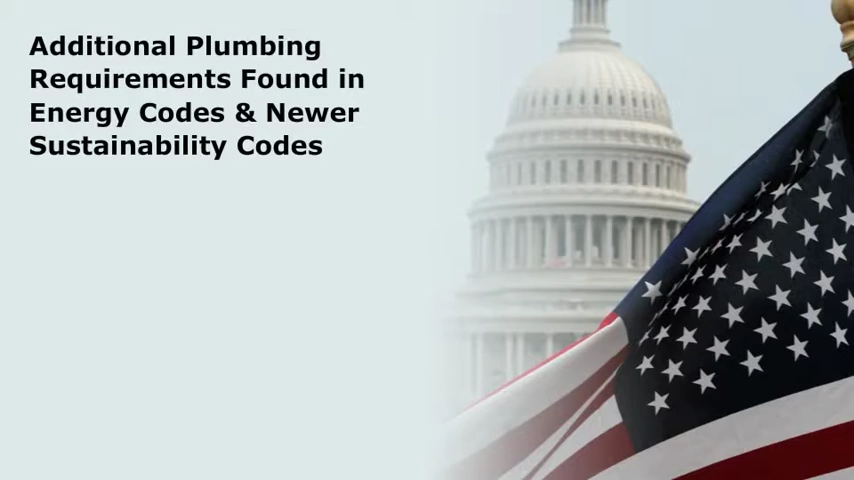 Additional Plumbing
Requirements Found in
Energy Codes & Newer
Sustainability Codes